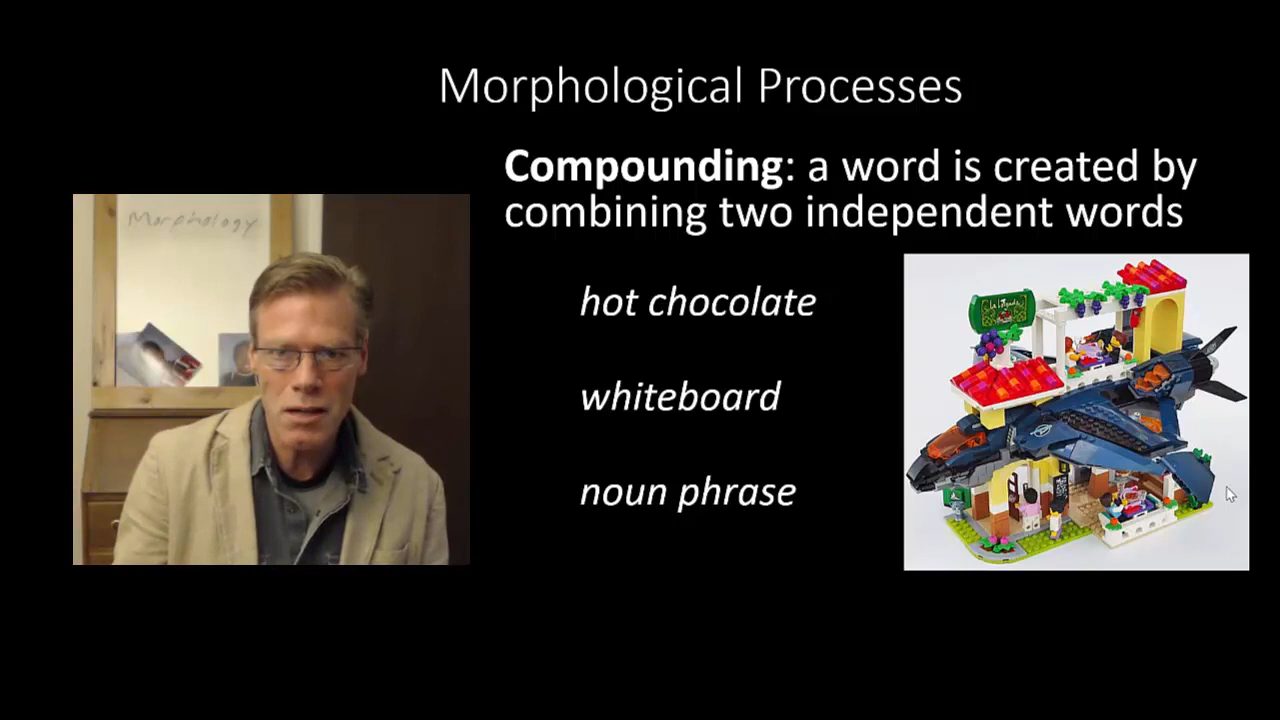 Morphological Processes
Compounding: a word is created by
combining two independent words
Morphology
hot chocolate
whiteboard
noun phrase